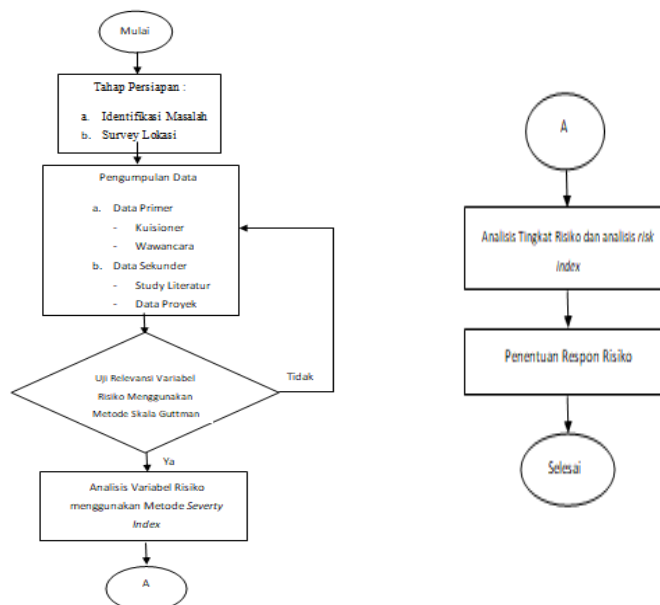 Mulai
Tahap Persiapan :
a. Identifikasi Masalah
b. Survey Lokasi
Pengumpulan Data
a. Data Primer
- Kuisioner
- Wawancara
b. Data Sekunder
- Study Literatur
- Data Proyek
Uji Relevansi Variabel
Risiko Menggunakan
Metode Skala Guttman
Tidak
Ya
Analisis Variabel Risiko
menggunakan Metode Severty
Index
A
A
Analisis Tingkat Risiko dan analisis risk
Index
Penentuan Respon Risiko
Selesai